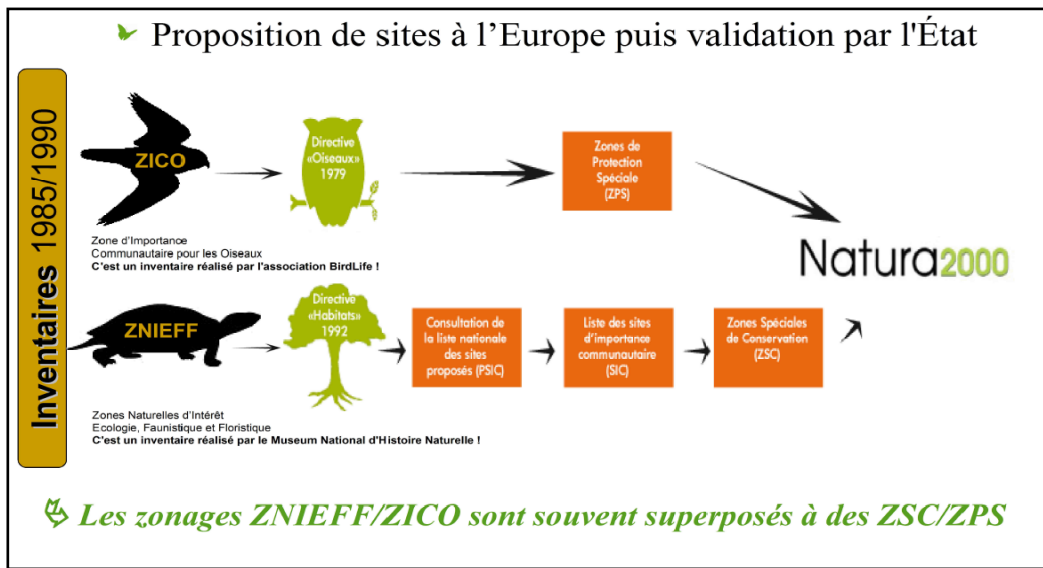 Proposition de sites à l’Europe puis validation par l'État
Inventaires 1985/1990
ZICO
Directive
«Oiseaux»
1979
Zones de
Protection
Spéciale
(ZPS)
Zone d’Importance
Communautaire pour les Oiseaux
C'est un inventaire réalisé par l'association BirdLife !
Natura2000
ZNIEFF
Directive
«Habitats»
1992
Consultation de
la liste nationale
des sites
proposés (PSIC)
Liste des sites
d’importance
communautaire
(SIC)
Zones Spéciales
de Conservation
(ZSC)
Zones Naturelles d’Intérêt
Ecologie, Faunistique et Floristique
C'est un inventaire réalisé par le Museum National d'Histoire Naturelle !
Les zonages ZNIEFF/ZICO sont souvent superposés à des ZSC/ZPS